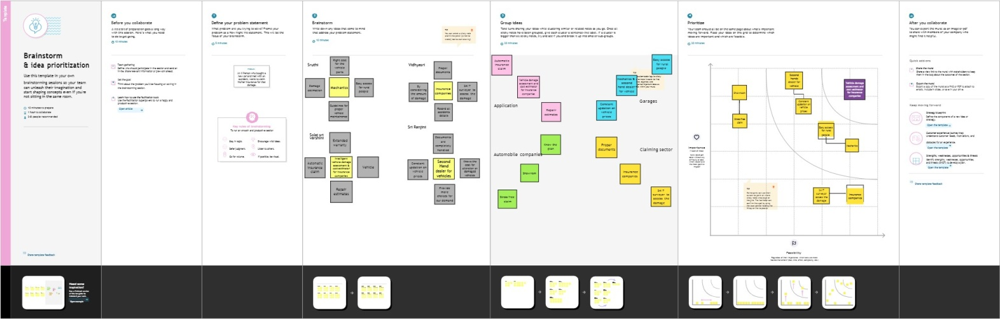 Template
Brainstorm
& idea prioritization
Use this template in your own
brainstorming sessions so your team
can unleash their imagination and
start shaping concepts even if you're
not sitting in the same room.
10 minutes to prepare
1 hour to collaborate
2-8 people recommended
Share template feedback
Need some
inspiration?
Open example
Before you collaborate
A little bit of preparation goes a long way
with this session. Here's what you need
to do to get going.
10 minutes
Team gathering
Define who should participate in the session and send an
invite. Share relevant information or pre-work ahead.
Set the goal
Think about the problem you'll be focusing on solving in
the brainstorming session.
Learn how to use the facilitation tools
Use the Facilitation Superpowers to run a happy and
productive session.
Open article
Define your problem statement
What problem are you trying to solve? Frame your
problem as a How Might We statement. This will be the
focus of your brainstorm.
5 minutes
Key rules of brainstorming
To run an smooth and productive session
Stay in topic.
Encourage wild ideas.
Defer judgment.
Listen to others.
Go for volume.
If possible, be visual.
Brainstorm
Write down any ideas that come to mind
that address your problem statement.
10 minutes
Sruthi
Right cost
for the
vehicle
parts
Damage
estimation
Mechanics
Easy access
for rural
people
Guidelines for
proper
vehicle
maintainence
Vidhyasri
Proper
documents
By
considering
the amount
of damage
Insurance
companies
24/7
surveyor to
assess the
damage
Record all
accidents
details
Solai sri
varshini
Extended
warranty
Automatic
insurance
claim
Intelligent
vehicle damage
assessment &
cost estimator
for insurance
companies
Vehicle
Repair
estimates
Sri Ranjini
Documents
and
completely
handled
Constant
updation on
vehicle
prices
Second
Hand
dealer for
vehicles
Provide
more
choices for
our demand
Group ideas
Take turns sharing your ideas while clustering similar or related notes as you go. Once all
sticky notes have been grouped, give each cluster a sentence-like label. If a cluster is
bigger than six sticky notes, try and see if you and break it up into smaller sub-groups.
20 minutes
Automatic
insurance
claim
Vehicle damage
assessment and
cost estimator
for insurance
companies
Application
Repair
estimates
Easy access
for rural
people
Mechanics &
second
hand dealer
for vehicle
Garages
Constant
updation on
vehicle
prices
Know the
plan
Automobile companies
Showroom
Stress free
claim
Proper
documents
Claiming sector
Insurance
companies
24/7
surveyor to
assess the
damage
Prioritize
Your team should all be on the same page about what's important
moving forward. Place your ideas on this grid to determine which
ideas are important and which are feasible.
20 minutes
Importance
Showroom
Stress free
claim
Second
hands
dealer for
vehicle
Constant
updation on
vehicle
prices
Vehicle damage
assessment and
cost estimator
for insurance
companies
Easy access
for rural
people
Mechanics
24/7
surveyor
assess the
damage
Insurance
companies
Feasibility
After you collaborate
You can export the mural as an image or pdf
to share with members of your company who
might find it helpful.
Quick add-ons
Share the mural
Share a view link to the mural with stakeholders to keep
them in the loop about the outcomes of the session.
Export the mural
Export a copy of the mural as a PNG or PDF to attach to
emails, include in slides, or save in your drive.
Keep moving forward
Strategy blueprint
Define the components of a new idea or
strategy.
Open the template
Customer experience journey map
Understand customer needs, motivations, and
obstacles for an experience.
Open the template
Strengths, weaknesses, opportunities & threats
Identify strengths, weaknesses, opportunities,
and threats (SWOT) to develop a plan.
Open the template
Share template feedback